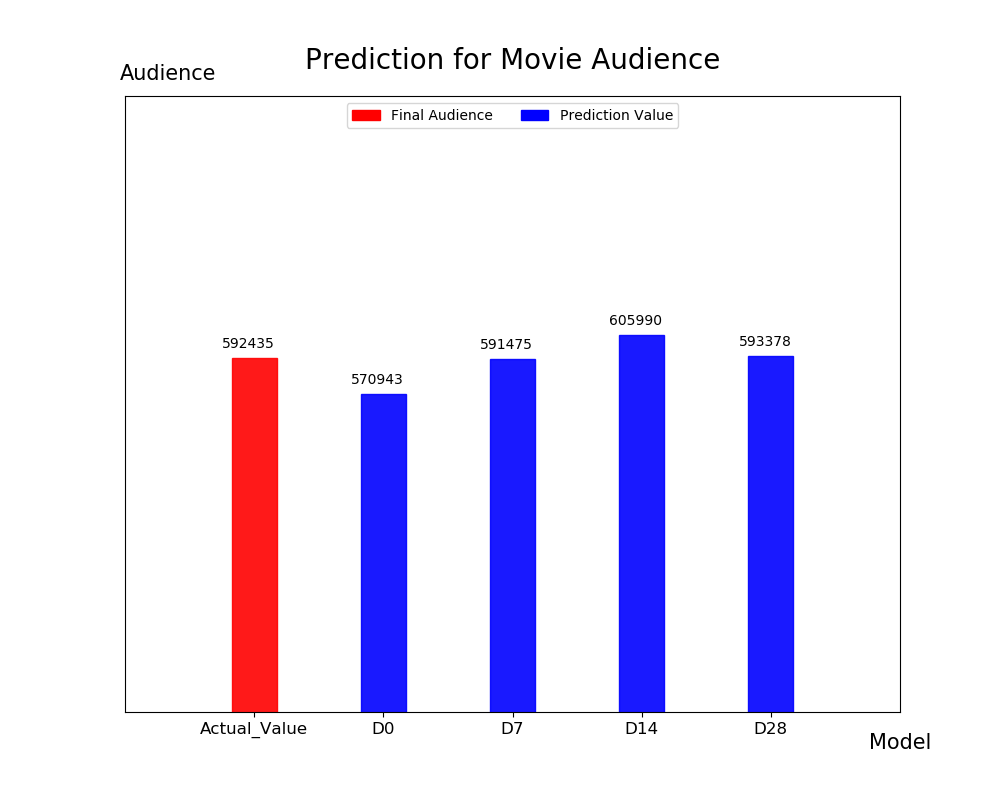 Prediction for Movie Audience
Audience
Final Audience
Prediction Value
592435
570943
591475
605990
593378
Actual_Value
D0
D7
D14
D28
Model